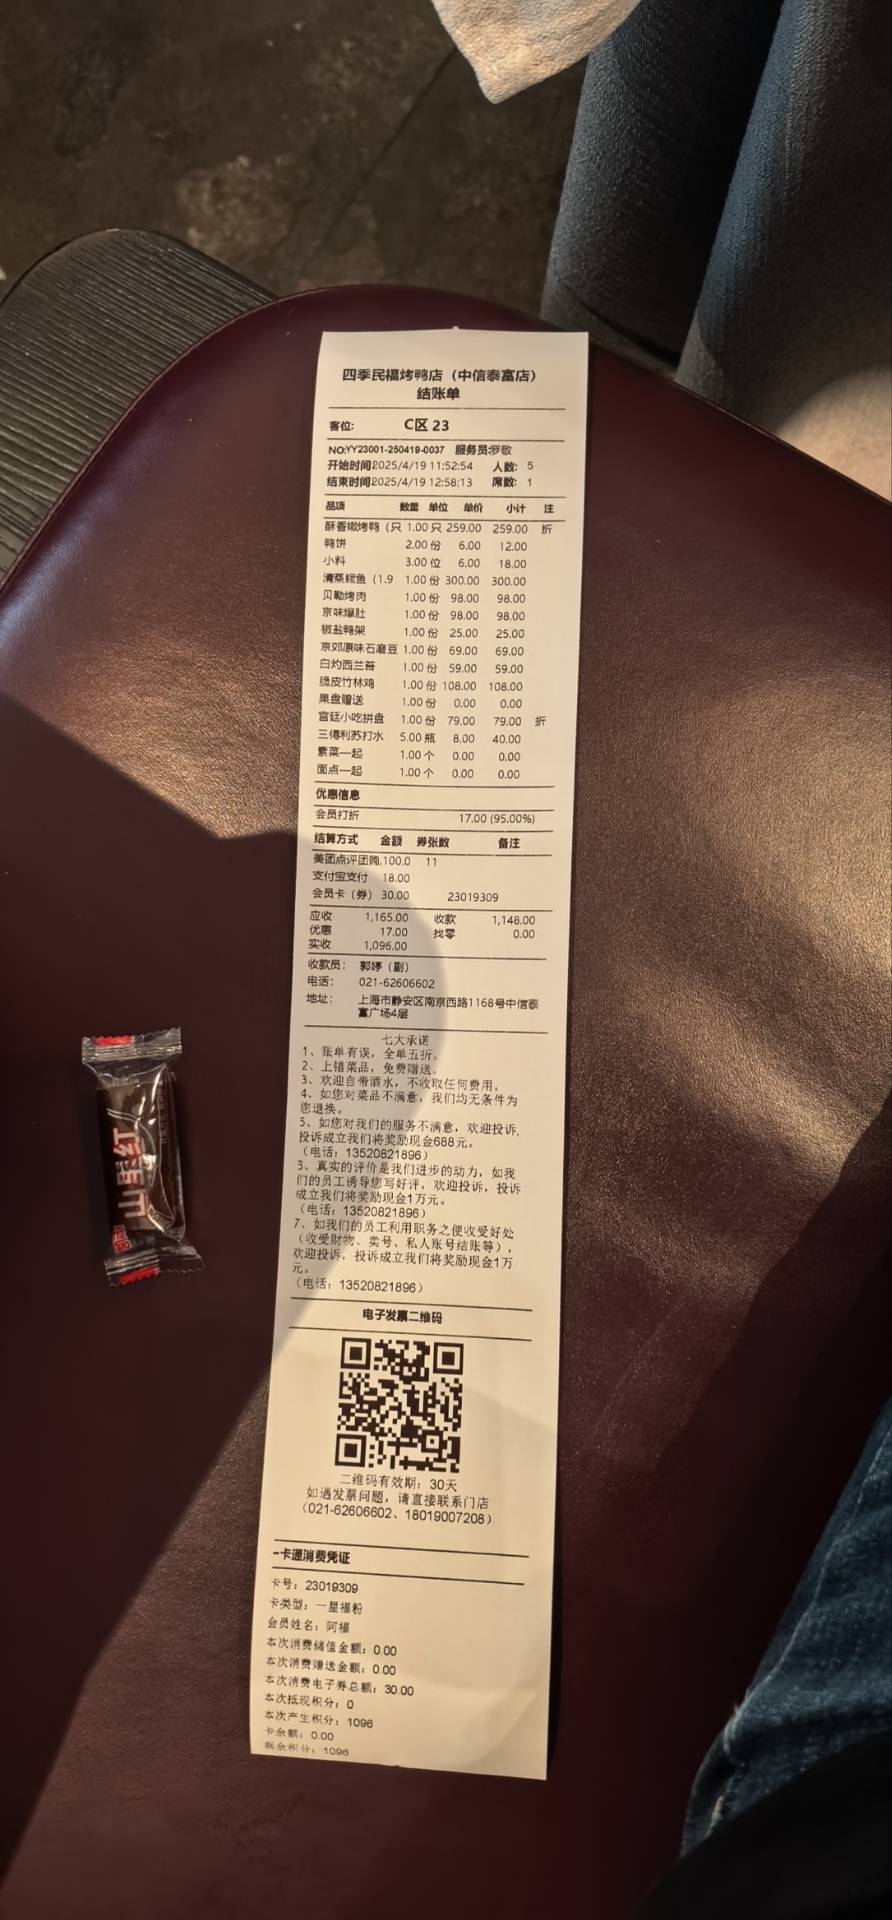 四季民福烤鸭店（中信泰富店）
结账单
客位: C区 23
NO:YY23001-250419-0037 服务员:罗敬
开始时间2025/4/19 11:52:54 人数: 5
结束时间2025/4/19 12:58:13 席数: 1
品项 数量 单位 单价 小计 注
酥香嫩烤鸭（只 1.00 只 259.00 259.00 折
鸭饼 2.00 份 6.00 12.00
小料 3.00 位 6.00 18.00
清蒸鲩鱼（1.9 1.00 份 300.00 300.00
贝勒烤肉 1.00 份 98.00 98.00
京味爆肚 1.00 份 98.00 98.00
椒盐鸭架 1.00 份 25.00 25.00
京郊原味石磨豆 1.00 份 69.00 69.00
白灼西兰苔 1.00 份 59.00 59.00
脆皮竹林鸡 1.00 份 108.00 108.00
果盘赠送 1.00 份 0.00 0.00
宫廷小吃拼盘 1.00 份 79.00 79.00 折
三得利苏打水 5.00 瓶 8.00 40.00
素菜一起 1.00 个 0.00 0.00
面点一起 1.00 个 0.00 0.00
优惠信息
会员打折 17.00 (95.00%)
结算方式 金额 券张数 备注
美团点评团购,100.0 11
支付宝支付 18.00
会员卡（券） 30.00 23019309
应收 1,165.00 收款 1,148.00
优惠 17.00 找零 0.00
实收 1,096.00
收款员: 郭婷（副）
电话: 021-62606602
地址: 上海市静安区南京西路1168号中信泰
富广场4层
七大承诺
1、账单有误，全单五折。
2、上错菜品，免费赠送。
3、欢迎自带酒水，不收取任何费用。
4、如您对菜品不满意，我们均无条件为
您退换。
5、如您对我们的服务不满意，欢迎投诉，
投诉成立我们将奖励现金688元。
（电话：13520821896）
3、真实的评价是我们进步的动力，如我
们的员工诱导您写好评，欢迎投诉，投诉
成立我们将奖励现金1万元。
（电话：13520821896）
7、如我们的员工利用职务之便收受好处
（收受财物、卖号、私人账号结账等），
欢迎投诉，投诉成立我们将奖励现金1万
元。
（电话：13520821896）
电子发票二维码
二维码有效期：30天
如遇发票问题，请直接联系门店
（021-62606602、18019007208）
一卡通消费凭证
卡号：23019309
卡类型：一星福粉
会员姓名：阿福
本次消费储值金额：0.00
本次消费赠送金额：0.00
本次消费电子券总额：30.00
本次抵现积分：0
本次产生积分：1096
卡余额：0.00
剩余积分：1096
山里红